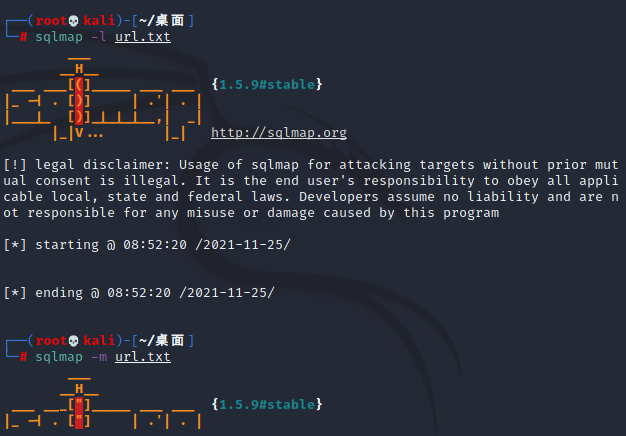 ┌──(root💀kali)-[~/桌面]
└─# sqlmap -l url.txt
        ___
       __H__
 ___ ___[(]_____ ___ ___  {1.5.9#stable}
|_ -| . [)]     | .'| . |
|___|_  [)]_|_|_|__,|  _|
      |_|V...       |_|   http://sqlmap.org
[!] legal disclaimer: Usage of sqlmap for attacking targets without prior mut
ual consent is illegal. It is the end user's responsibility to obey all appli
cable local, state and federal laws. Developers assume no liability and are n
ot responsible for any misuse or damage caused by this program
[*] starting @ 08:52:20 /2021-11-25/
[*] ending @ 08:52:20 /2021-11-25/
┌──(root💀kali)-[~/桌面]
└─# sqlmap -m url.txt
        ___
       __H__
 ___ ___["]_____ ___ ___  {1.5.9#stable}
|_ -| . ["]     | .'| . |